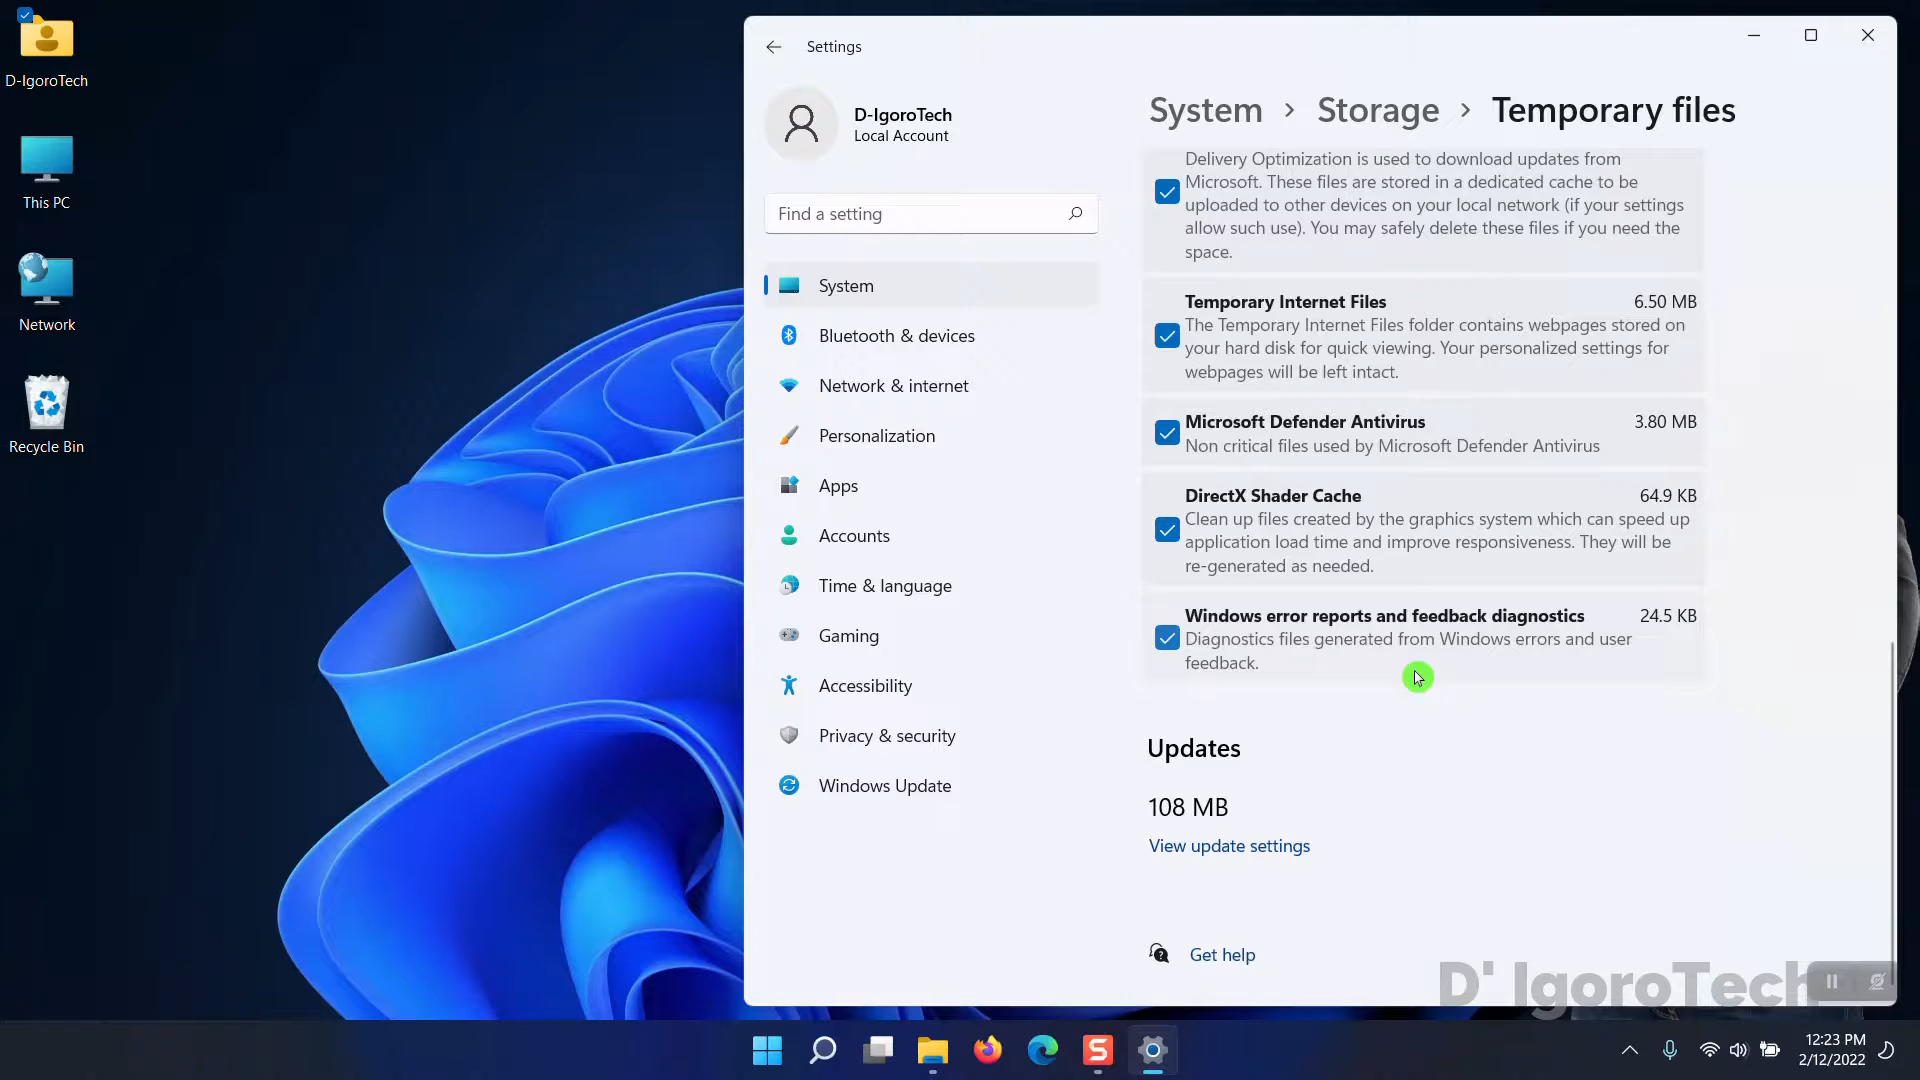 D-IgoroTech
This PC
Network
Recycle Bin
Settings
D-IgoroTech
Local Account
Find a setting
System
Bluetooth & devices
Network & internet
Personalization
Apps
Accounts
Time & language
Gaming
Accessibility
Privacy & security
Windows Update
System > Storage > Temporary files
Delivery Optimization is used to download updates from
Microsoft. These files are stored in a dedicated cache to be
uploaded to other devices on your local network (if your settings
allow such use). You may safely delete these files if you need the
space.
Temporary Internet Files 6.50 MB
The Temporary Internet Files folder contains webpages stored on
your hard disk for quick viewing. Your personalized settings for
webpages will be left intact.
Microsoft Defender Antivirus 3.80 MB
Non critical files used by Microsoft Defender Antivirus
DirectX Shader Cache 64.9 KB
Clean up files created by the graphics system which can speed up
application load time and improve responsiveness. They will be
re-generated as needed.
Windows error reports and feedback diagnostics 24.5 KB
Diagnostics files generated from Windows errors and user
feedback.
Updates
108 MB
View update settings
Get help
D' IgoroTech
S
12:23 PM
2/12/2022